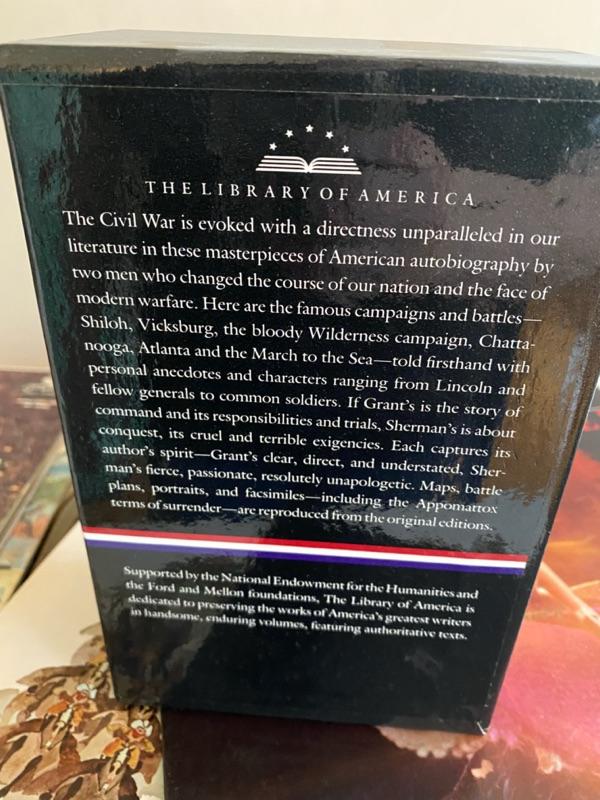 THE LIBRARY OF AMERICA
The Civil War is evoked with a directness unparalleled in our
literature in these masterpieces of American autobiography by
two men who changed the course of our nation and the face of
modern warfare. Here are the famous campaigns and battles—
Shiloh, Vicksburg, the bloody Wilderness campaign, Chatta-
nooga, Atlanta and the March to the Sea—told firsthand with
personal anecdotes and characters ranging from Lincoln and
fellow generals to common soldiers. If Grant's is the story of
command and its responsibilities and trials, Sherman's is about
conquest, its cruel and terrible exigencies. Each captures its
author's spirit—Grant's clear, direct, and understated, Sher-
man's fierce, passionate, resolutely unapologetic. Maps, battle
plans, portraits, and facsimiles—including the Appomattox
terms of surrender—are reproduced from the original editions.
Supported by the National Endowment for the Humanities and
the Ford and Mellon foundations, The Library of America is
dedicated to preserving the works of America's greatest writers
in handsome, enduring volumes, featuring authoritative texts.